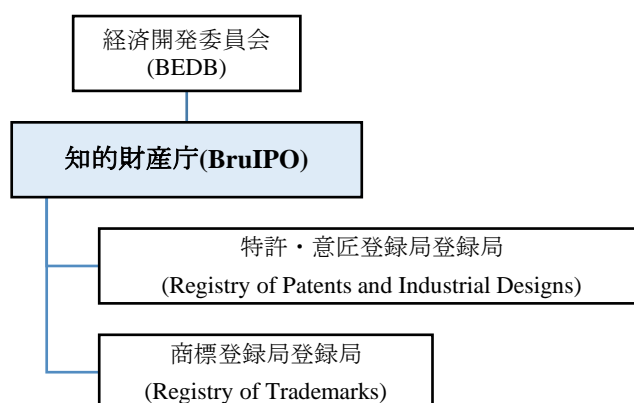 経済開発委員会
(BEDB)
知的財産庁(BruIPO)
特許・意匠登録局登録局
(Registry of Patents and Industrial Designs)
商標登録局登録局
(Registry of Trademarks)